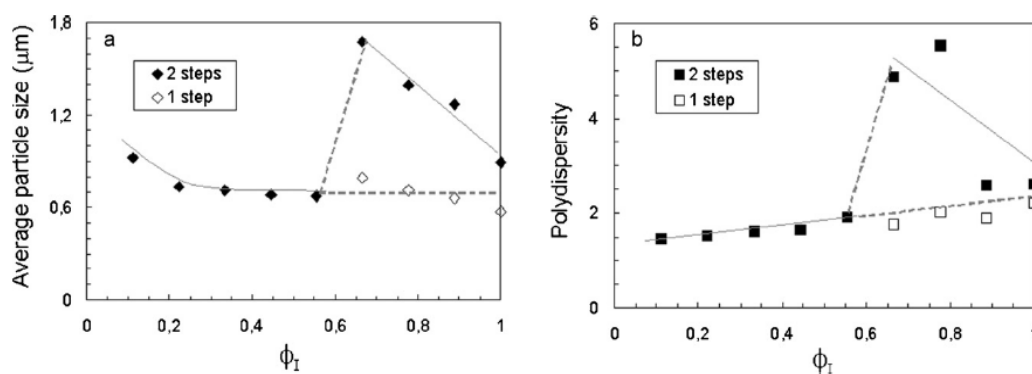 a
Average particle size (μm)
1,8
1,2
0,6
0
0
0,2
0,4
0,6
0,8
1
2 steps
1 step
ϕI
b
Polydispersity
6
4
2
0
0
0,2
0,4
0,6
0,8
1
2 steps
1 step
ϕI